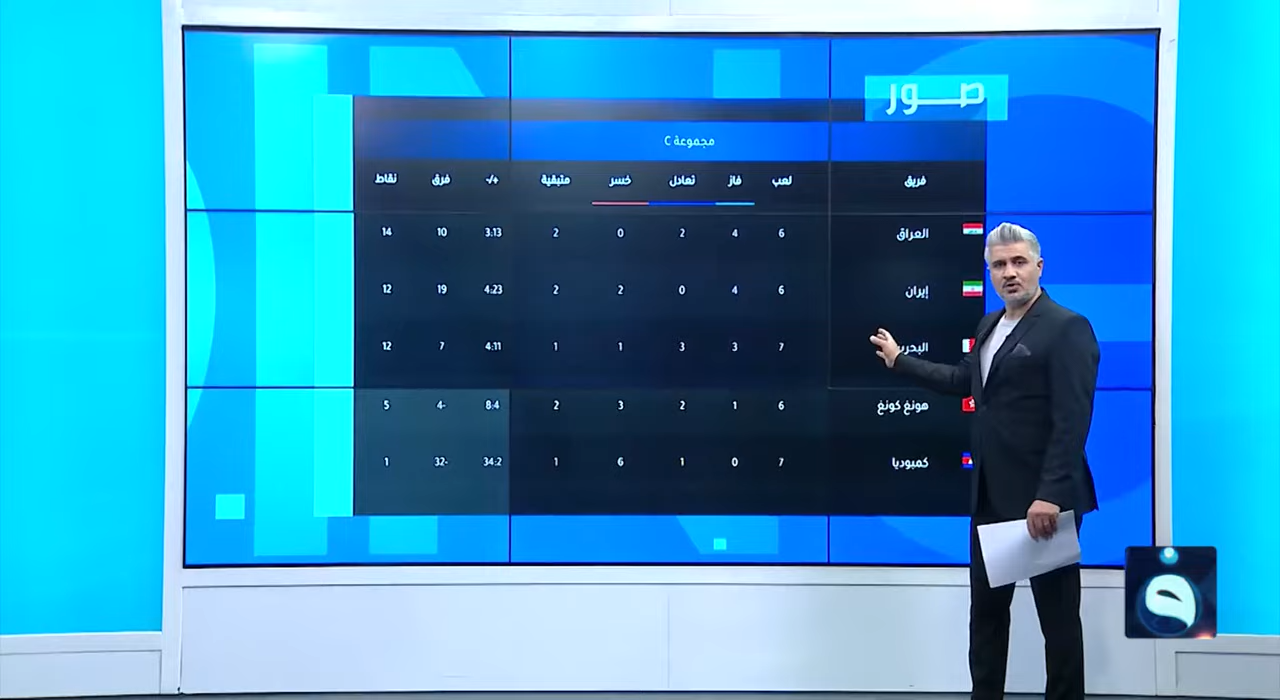 صور
مجموعة C
فريق لعب فاز تعادل خسر متبقية +/- فرق نقاط
العراق 6 4 2 0 2 3:13 10 14
إيران 6 4 0 2 2 4:23 19 12
البحرين 7 3 3 1 1 4:11 7 12
هونغ كونغ 6 1 2 3 2 8:4 4- 5
كمبوديا 7 0 1 6 1 34:2 32- 1